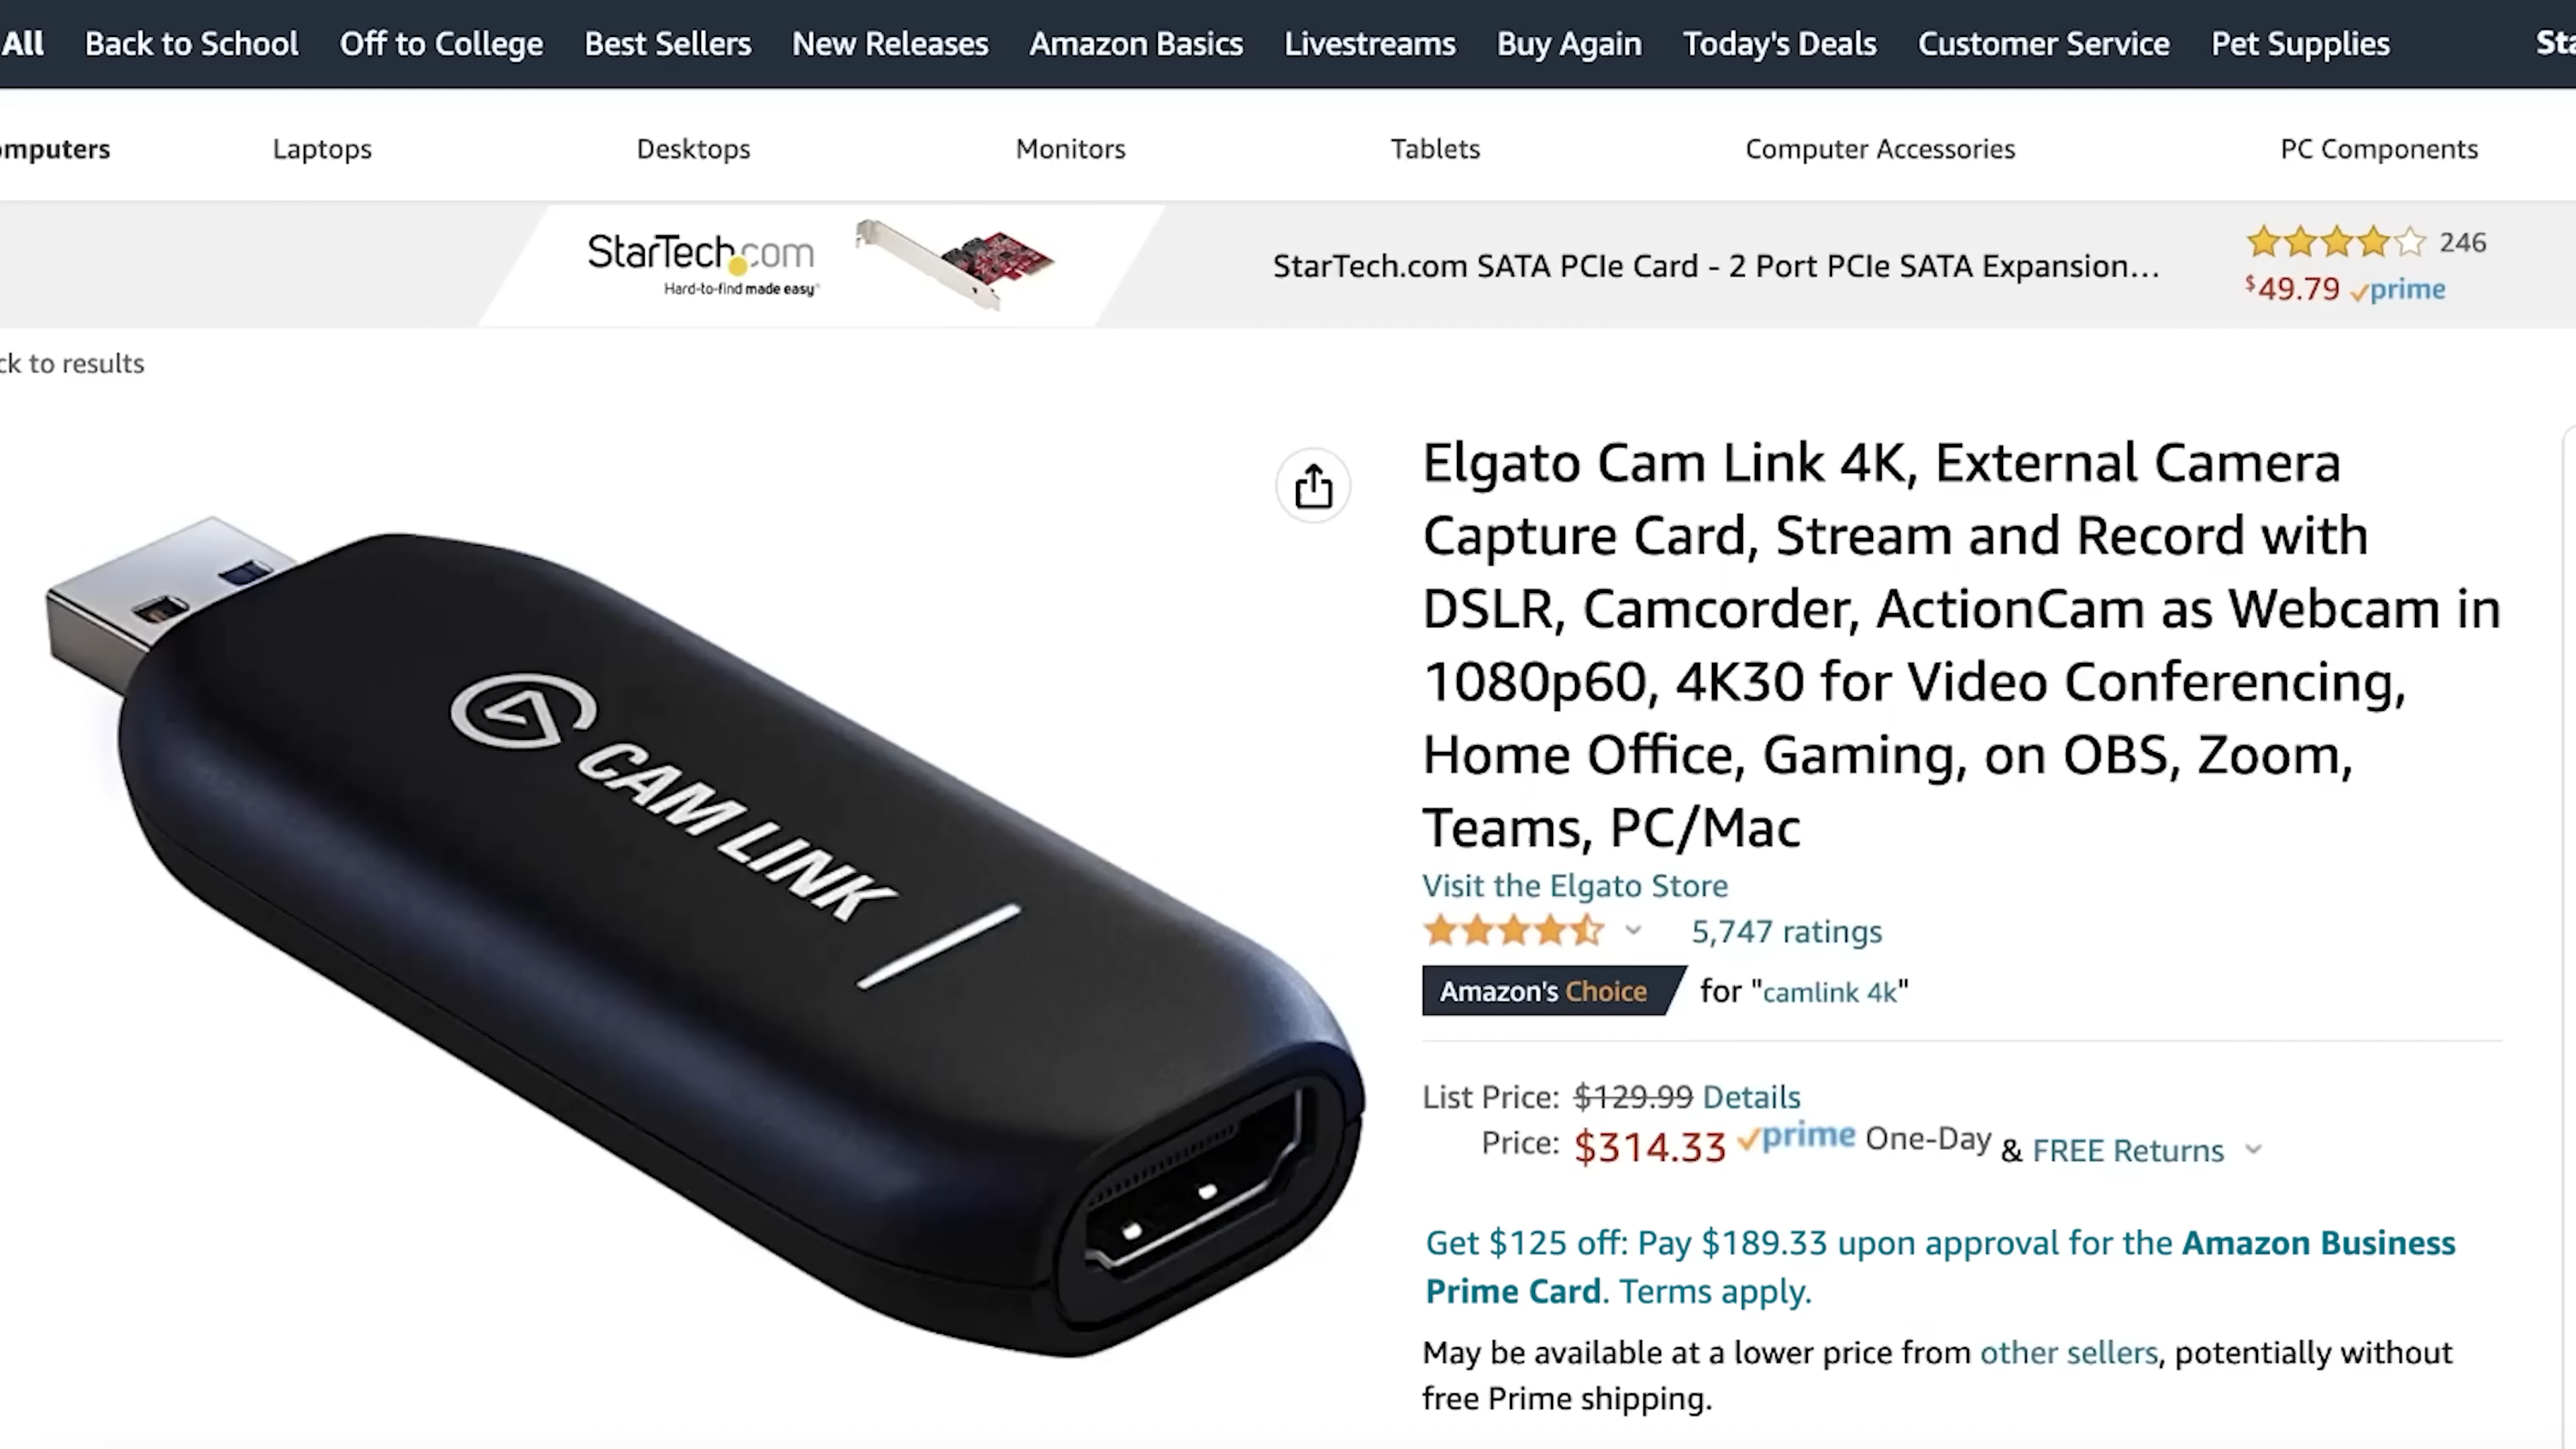 All Back to School Off to College Best Sellers New Releases Amazon Basics Livestreams Buy Again Today's Deals Customer Service Pet Supplies
Laptops Desktops Monitors Tablets Computer Accessories PC Components
StarTech.com
Hard-to-find made easy
StarTech.com SATA PCIe Card - 2 Port PCIe SATA Expansion...
246
$49.79 prime
to results
Elgato Cam Link 4K, External Camera
Capture Card, Stream and Record with
DSLR, Camcorder, ActionCam as Webcam in
1080p60, 4K30 for Video Conferencing,
Home Office, Gaming, on OBS, Zoom,
Teams, PC/Mac
Visit the Elgato Store
5,747 ratings
Amazon's Choice for "camlink 4k"
List Price: $129.99 Details
Price: $314.33 prime One-Day & FREE Returns
Get $125 off: Pay $189.33 upon approval for the Amazon Business
Prime Card. Terms apply.
May be available at a lower price from other sellers, potentially without
free Prime shipping.
CAM LINK